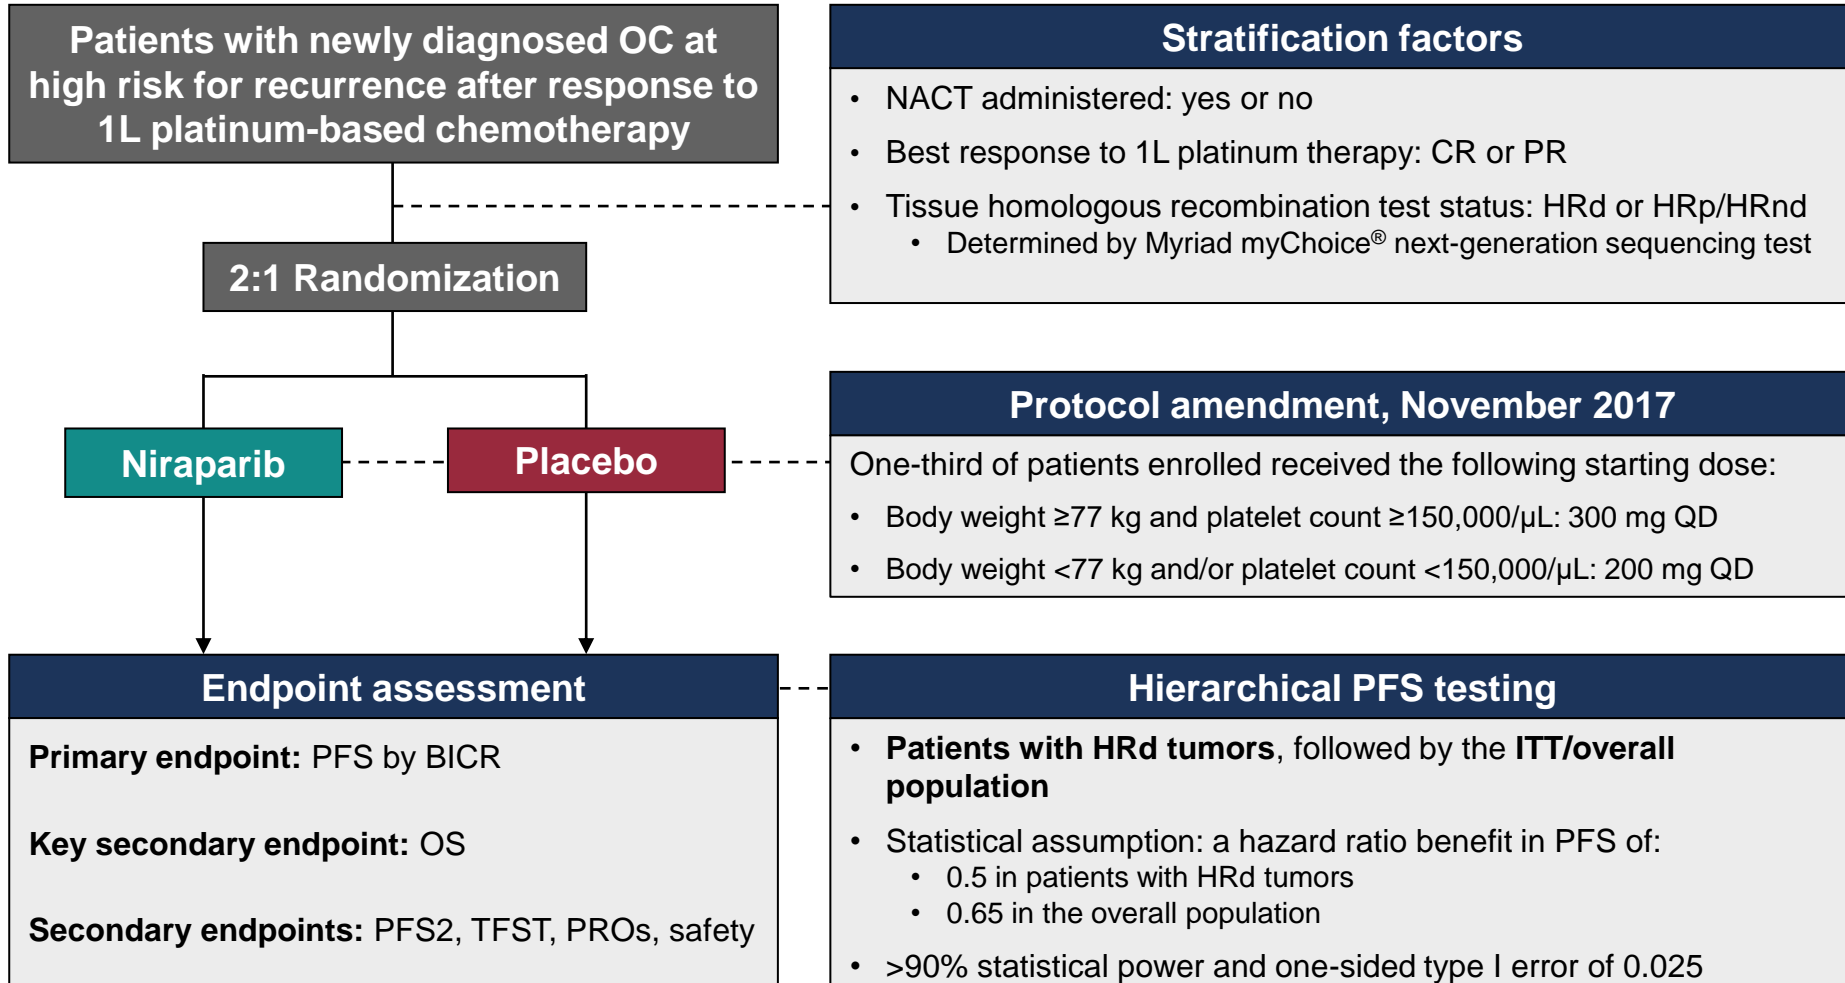 Patients with newly diagnosed OC at
high risk for recurrence after response to
1L platinum-based chemotherapy
2:1 Randomization
Niraparib
Placebo
Endpoint assessment
Primary endpoint: PFS by BICR
Key secondary endpoint: OS
Secondary endpoints: PFS2, TFST, PROs, safety
Stratification factors
• NACT administered: yes or no
• Best response to 1L platinum therapy: CR or PR
• Tissue homologous recombination test status: HRd or HRp/HRnd
• Determined by Myriad myChoice® next-generation sequencing test
Protocol amendment, November 2017
One-third of patients enrolled received the following starting dose:
• Body weight ≥77 kg and platelet count ≥150,000/μL: 300 mg QD
• Body weight <77 kg and/or platelet count <150,000/μL: 200 mg QD
Hierarchical PFS testing
• Patients with HRd tumors, followed by the ITT/overall
population
• Statistical assumption: a hazard ratio benefit in PFS of:
• 0.5 in patients with HRd tumors
• 0.65 in the overall population
• >90% statistical power and one-sided type I error of 0.025